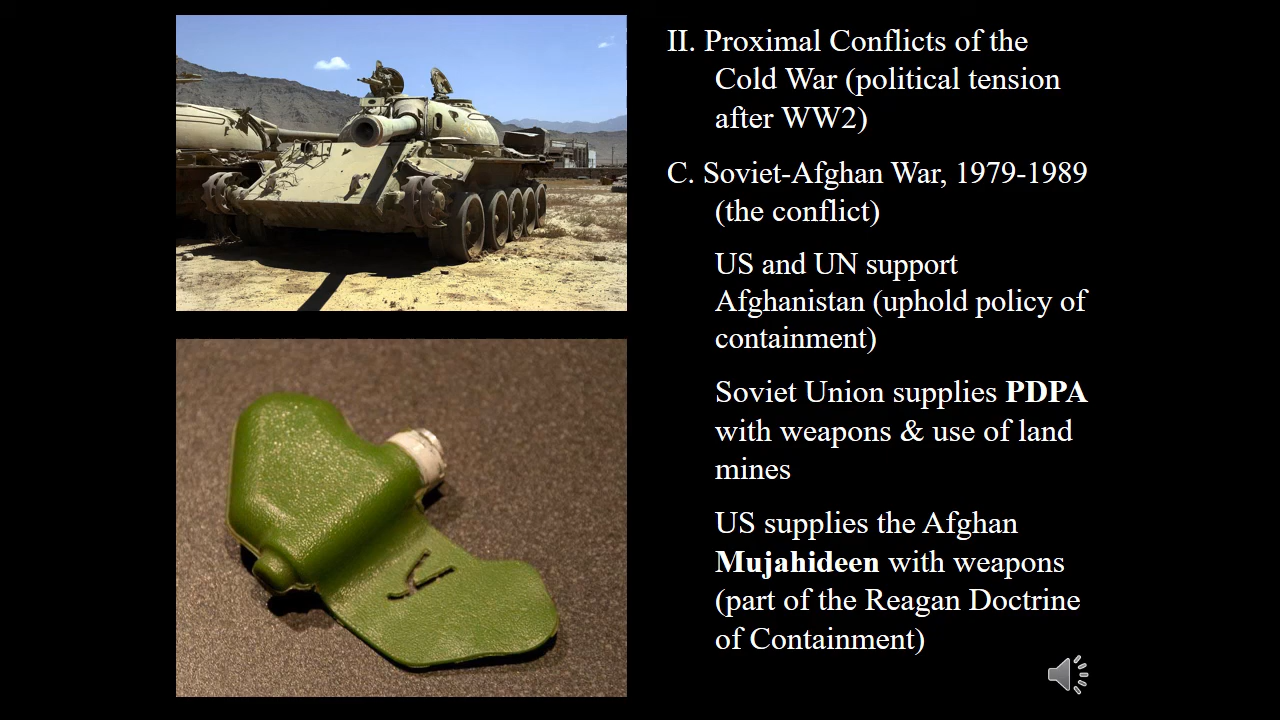 II. Proximal Conflicts of the
Cold War (political tension
after WW2)
C. Soviet-Afghan War, 1979-1989
(the conflict)
US and UN support
Afghanistan (uphold policy of
containment)
Soviet Union supplies PDPA
with weapons & use of land
mines
US supplies the Afghan
Mujahideen with weapons
(part of the Reagan Doctrine
of Containment)